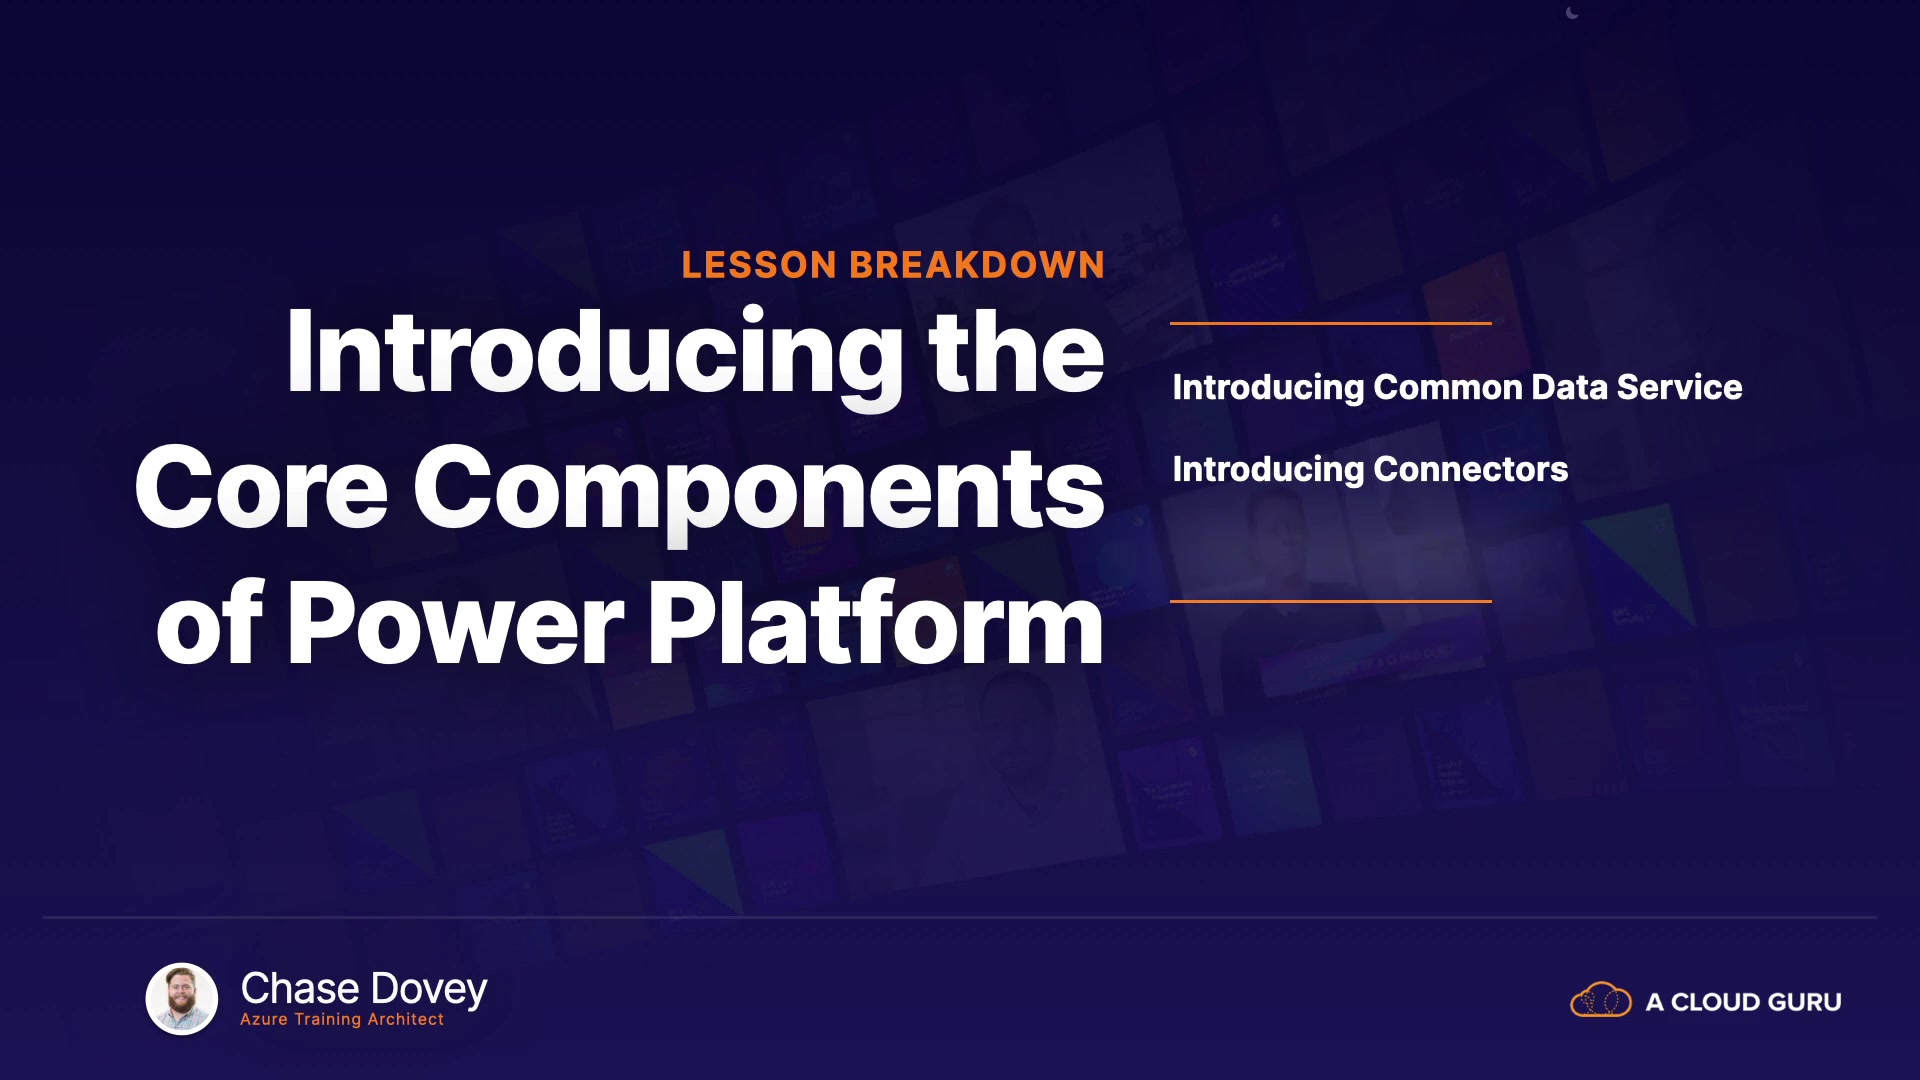 LESSON BREAKDOWN
Introducing the
Core Components
of Power Platform
Introducing Common Data Service
Introducing Connectors
Chase Dovey
Azure Training Architect
A CLOUD GURU